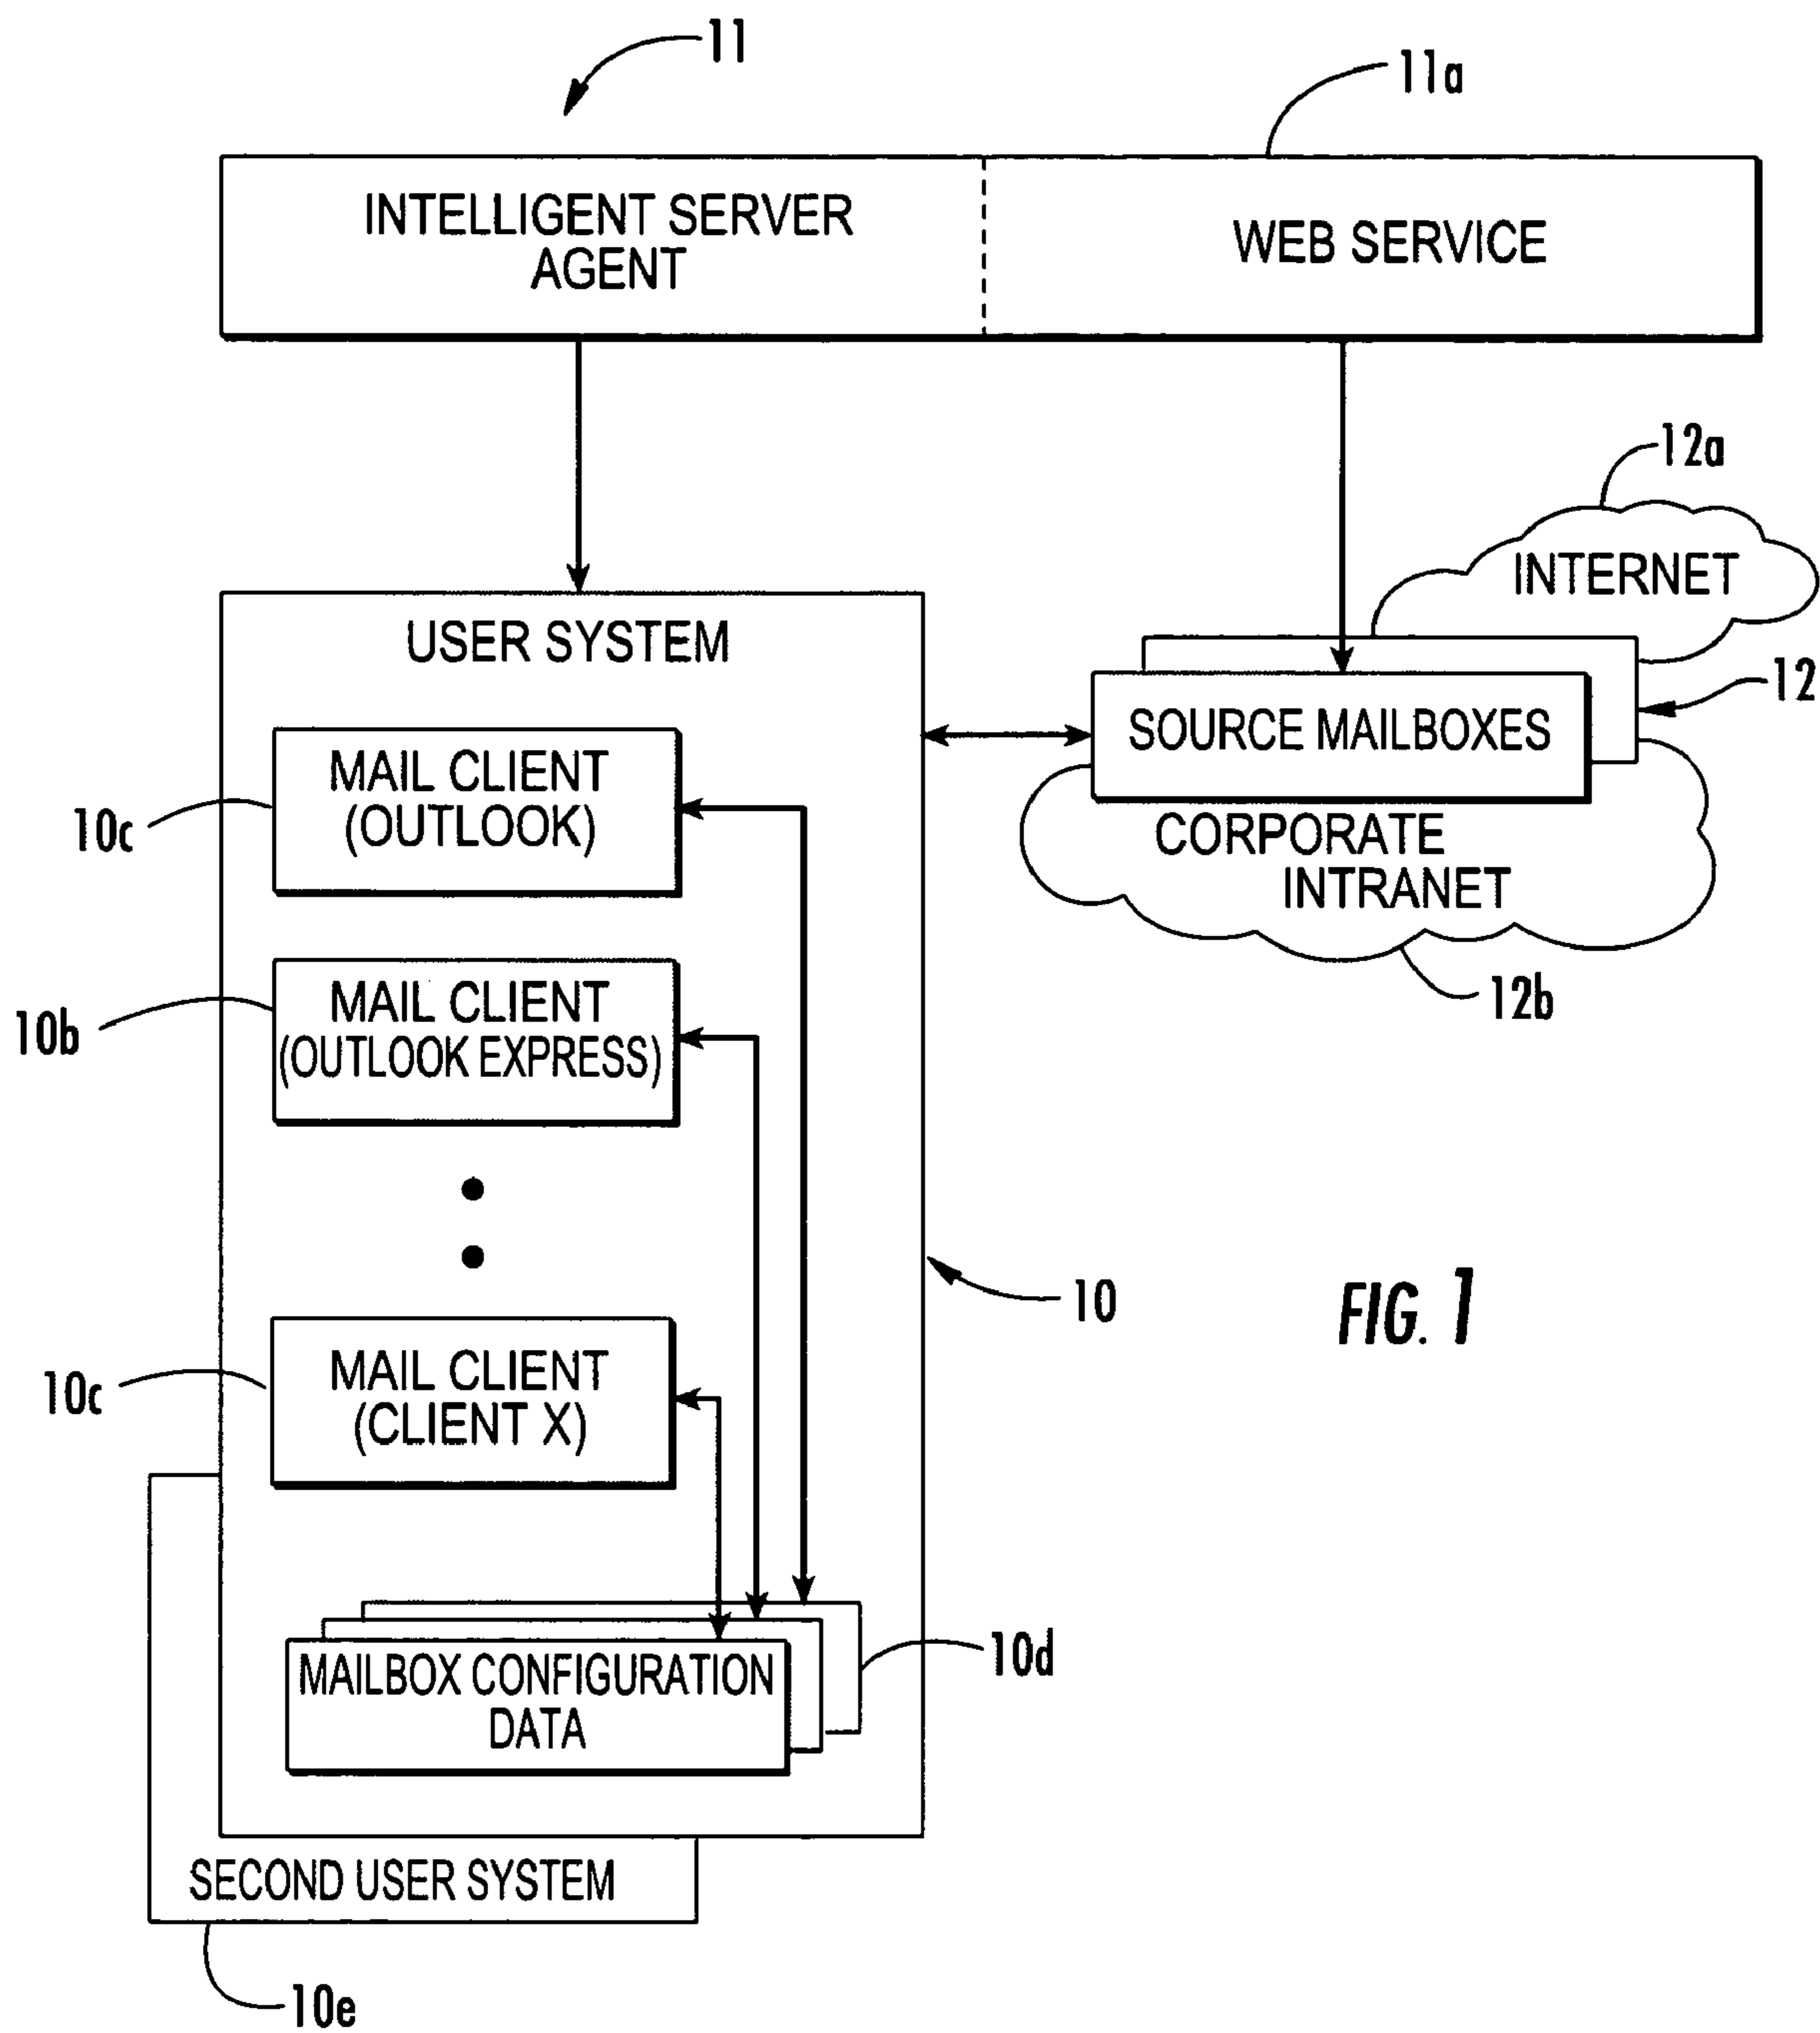 11
11a
INTELLIGENT SERVER
AGENT
WEB SERVICE
12a
INTERNET
USER SYSTEM
12
SOURCE MAILBOXES
MAIL CLIENT
(OUTLOOK)
10c
CORPORATE
INTRANET
12b
MAIL CLIENT
(OUTLOOK EXPRESS)
10b
10
FIG. 1
MAIL CLIENT
(CLIENT X)
10c
10d
MAILBOX CONFIGURATION
DATA
SECOND USER SYSTEM
10e